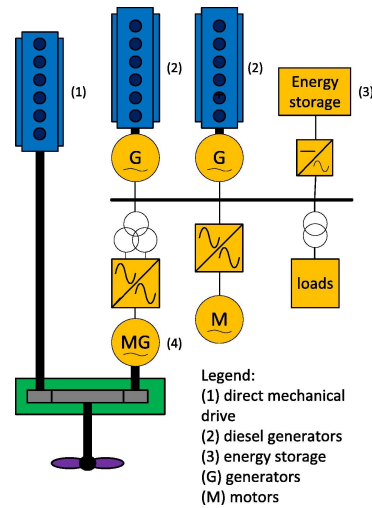 (1)
(2)
(2)
Energy
storage
(3)
G
G
loads
M
MG
(4)
Legend:
(1) direct mechanical
drive
(2) diesel generators
(3) energy storage
(G) generators
(M) motors